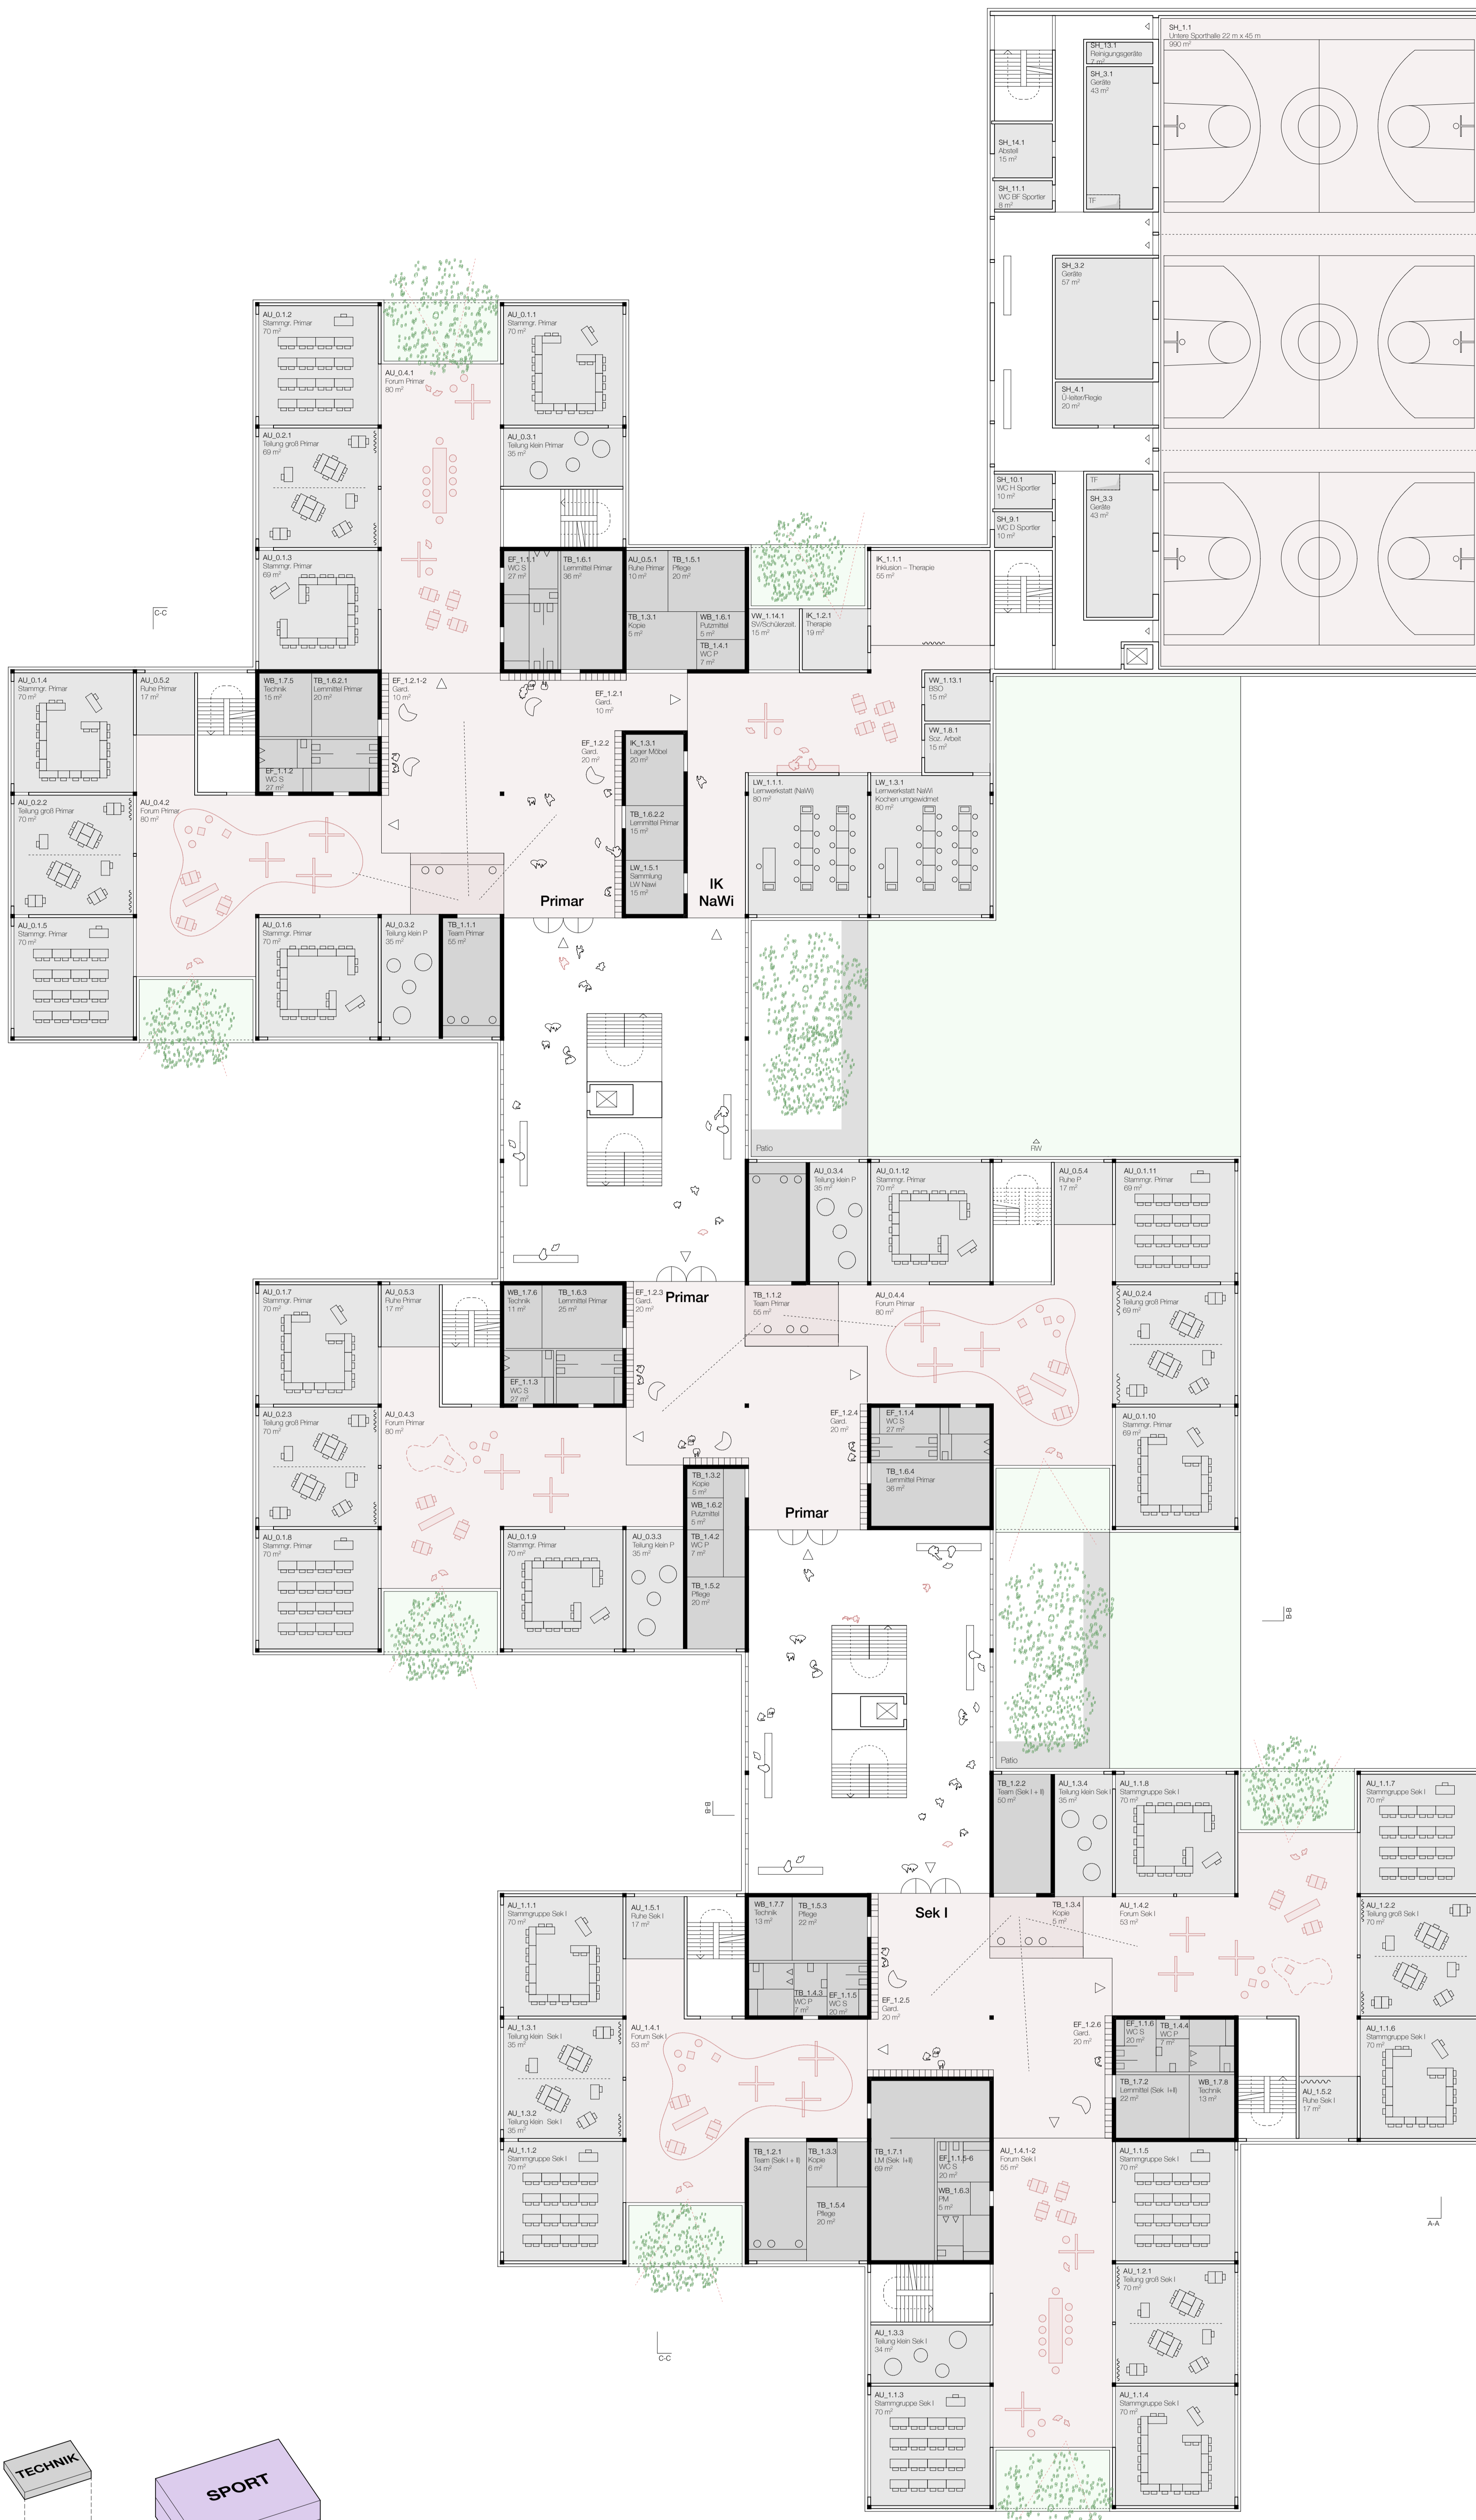 SH_1.1
Untere Sporthalle 22 m x 45 m
990 m²
SH_13.1
Reinigungsgeräte
7 m²
SH_3.1
Geräte
43 m²
SH_14.1
Abstell
15 m²
SH_11.1
WC BF Sportler
8 m²
TF
SH_3.2
Geräte
57 m²
SH_4.1
Ü-leiter/Regie
20 m²
TF
SH_10.1
WC H Sportler
10 m²
SH_3.3
Geräte
43 m²
SH_9.1
WC D Sportler
10 m²
AU_0.1.2
Stammgr. Primar
70 m²
AU_0.1.1
Stammgr. Primar
70 m²
AU_0.4.1
Forum Primar
80 m²
AU_0.2.1
Teilung groß Primar
69 m²
AU_0.3.1
Teilung klein Primar
35 m²
AU_0.1.3
Stammgr. Primar
69 m²
EF_1.1.1
WC S
27 m²
TB_1.6.1
Lernmittel Primar
36 m²
AU_0.5.1
Ruhe Primar
10 m²
TB_1.5.1
Pflege
20 m²
IK_1.1.1
Inklusion – Therapie
55 m²
TB_1.3.1
Kopie
5 m²
WB_1.6.1
Putzmittel
5 m²
TB_1.4.1
WC P
7 m²
VW_1.14.1
SV/Schülerzeit.
15 m²
IK_1.2.1
Therapie
19 m²
C-C
AU_0.1.4
Stammgr. Primar
70 m²
AU_0.5.2
Ruhe Primar
17 m²
WB_1.7.5
Technik
15 m²
TB_1.6.2.1
Lernmittel Primar
20 m²
EF_1.2.1-2
Gard.
10 m²
EF_1.2.1
Gard.
10 m²
VW_1.13.1
BSO
15 m²
VW_1.8.1
Soz. Arbeit
15 m²
EF_1.2.2
Gard.
20 m²
IK_1.3.1
Lager Möbel
20 m²
EF_1.1.2
WC S
27 m²
LW_1.1.1.
Lernwerkstatt (NaWi)
80 m²
LW_1.3.1
Lernwerkstatt NaWi
Kochen umgewidmet
80 m²
AU_0.2.2
Teilung groß Primar
70 m²
AU_0.4.2
Forum Primar
80 m²
TB_1.6.2.2
Lernmittel Primar
15 m²
LW_1.5.1
Sammlung
LW Nawi
15 m²
Primar
IK
NaWi
AU_0.1.5
Stammgr. Primar
70 m²
AU_0.1.6
Stammgr. Primar
70 m²
AU_0.3.2
Teilung klein P
35 m²
TB_1.1.1
Team Primar
55 m²
Patio
RW
AU_0.3.4
Teilung klein P
35 m²
AU_0.1.12
Stammgr. Primar
70 m²
AU_0.5.4
Ruhe P
17 m²
AU_0.1.11
Stammgr. Primar
69 m²
AU_0.1.7
Stammgr. Primar
70 m²
AU_0.5.3
Ruhe Primar
17 m²
WB_1.7.6
Technik
11 m²
TB_1.6.3
Lernmittel Primar
25 m²
EF_1.2.3
Gard.
20 m²
Primar
TB_1.1.2
Team Primar
55 m²
AU_0.4.4
Forum Primar
80 m²
AU_0.2.4
Teilung groß Primar
69 m²
EF_1.1.3
WC S
27 m²
AU_0.2.3
Teilung groß Primar
70 m²
AU_0.4.3
Forum Primar
80 m²
EF_1.2.4
Gard.
20 m²
EF_1.1.4
WC S
27 m²
AU_0.1.10
Stammgr. Primar
69 m²
TB_1.6.4
Lernmittel Primar
36 m²
TB_1.3.2
Kopie
5 m²
WB_1.6.2
Putzmittel
5 m²
Primar
AU_0.1.8
Stammgr. Primar
70 m²
AU_0.1.9
Stammgr. Primar
70 m²
AU_0.3.3
Teilung klein P
35 m²
TB_1.4.2
WC P
7 m²
TB_1.5.2
Pflege
20 m²
B-B
Patio
B-B
TB_1.2.2
Team (Sek I + II)
50 m²
AU_1.3.4
Teilung klein Sek I
35 m²
AU_1.1.8
Stammgruppe Sek I
70 m²
AU_1.1.7
Stammgruppe Sek I
70 m²
AU_1.1.1
Stammgruppe Sek I
70 m²
AU_1.5.1
Ruhe Sek I
17 m²
WB_1.7.7
Technik
13 m²
TB_1.5.3
Pflege
22 m²
Sek I
TB_1.3.4
Kopie
5 m²
AU_1.4.2
Forum Sek I
53 m²
AU_1.2.2
Teilung groß Sek I
70 m²
TB_1.4.3
WC P
7 m²
EF_1.1.5
WC S
20 m²
EF_1.2.5
Gard.
20 m²
AU_1.3.1
Teilung klein Sek I
35 m²
AU_1.4.1
Forum Sek I
53 m²
EF_1.2.6
Gard.
20 m²
EF_1.1.6
WC S
20 m²
TB_1.4.4
WC P
7 m²
AU_1.1.6
Stammgruppe Sek I
70 m²
TB_1.7.2
Lernmittel (Sek I+II)
22 m²
WB_1.7.8
Technik
13 m²
AU_1.5.2
Ruhe Sek I
17 m²
AU_1.3.2
Teilung klein Sek I
35 m²
AU_1.1.2
Stammgruppe Sek I
70 m²
TB_1.2.1
Team (Sek I + II)
34 m²
TB_1.3.3
Kopie
6 m²
TB_1.7.1
LM (Sek I+II)
69 m²
EF_1.1.5-6
WC S
20 m²
AU_1.4.1-2
Forum Sek I
55 m²
AU_1.1.5
Stammgruppe Sek I
70 m²
WB_1.6.3
PM
5 m²
TB_1.5.4
Pflege
20 m²
A-A
AU_1.2.1
Teilung groß Sek I
70 m²
AU_1.3.3
Teilung klein Sek I
34 m²
C-C
AU_1.1.3
Stammgruppe Sek I
70 m²
AU_1.1.4
Stammgruppe Sek I
70 m²
TECHNIK
SPORT